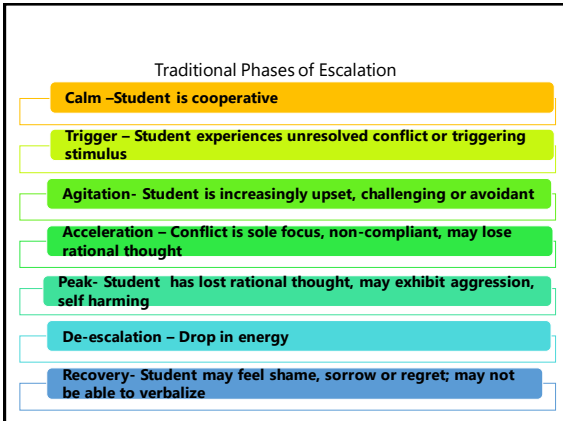 Traditional Phases of Escalation
Calm –Student is cooperative
Trigger – Student experiences unresolved conflict or triggering
stimulus
Agitation- Student is increasingly upset, challenging or avoidant
Acceleration – Conflict is sole focus, non-compliant, may lose
rational thought
Peak- Student has lost rational thought, may exhibit aggression,
self harming
De-escalation – Drop in energy
Recovery- Student may feel shame, sorrow or regret; may not
be able to verbalize